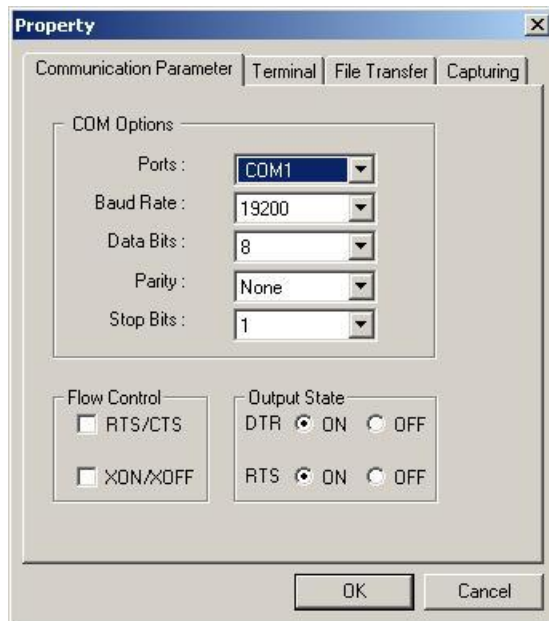 Property
Communication Parameter Terminal File Transfer Capturing
COM Options
Ports : COM1
Baud Rate : 19200
Data Bits : 8
Parity : None
Stop Bits : 1
Flow Control
RTS/CTS
XON/XOFF
Output State
DTR ON OFF
RTS ON OFF
OK Cancel